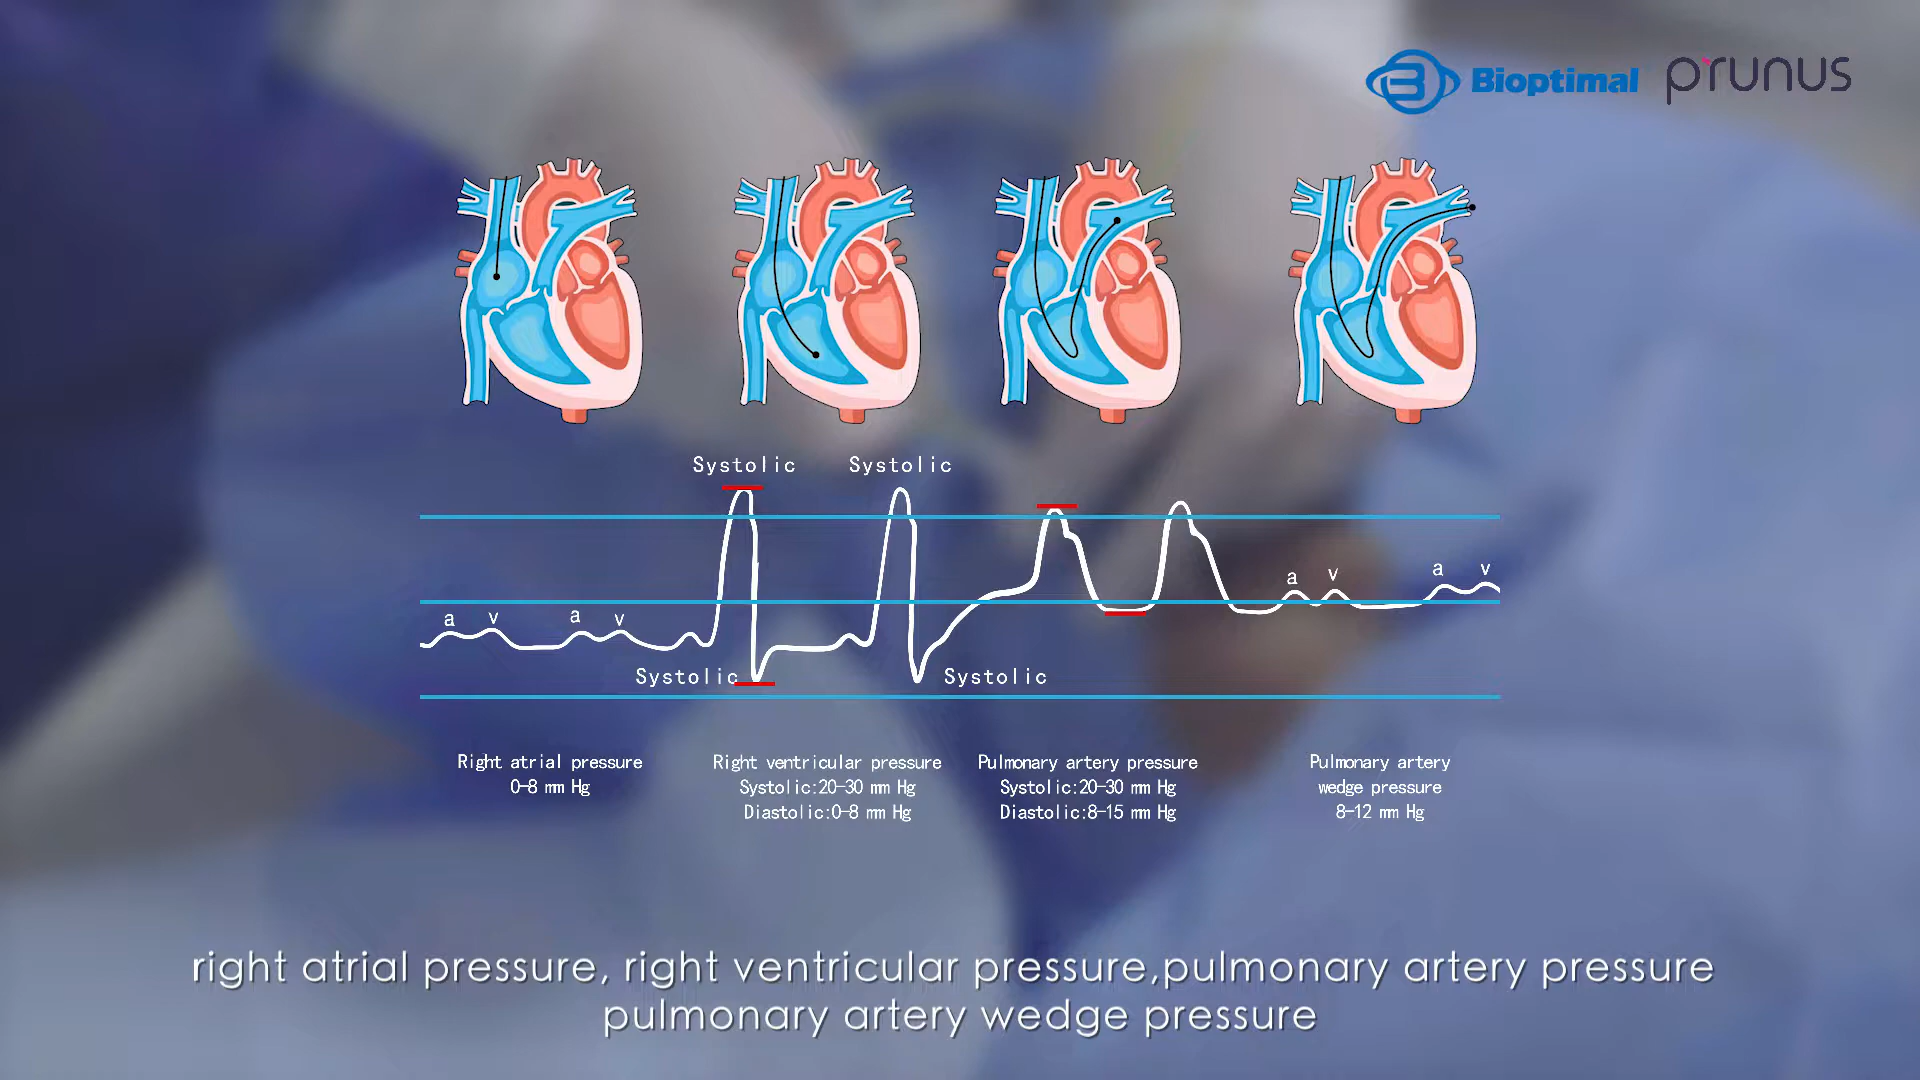 Bioptimal prunus
Systolic Systolic
a v a v a v a v
Systolic Systolic
Right atrial pressure
0-8 mm Hg
Right ventricular pressure
Systolic:20-30 mm Hg
Diastolic:0-8 mm Hg
Pulmonary artery pressure
Systolic:20-30 mm Hg
Diastolic:8-15 mm Hg
Pulmonary artery
wedge pressure
8-12 mm Hg
right atrial pressure, right ventricular pressure,pulmonary artery pressure
pulmonary artery wedge pressure